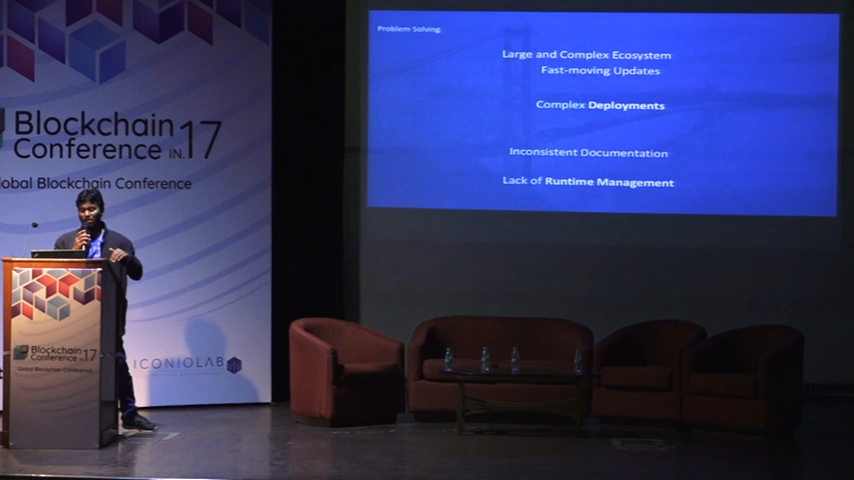 Blockchain
Conference IN.17
Global Blockchain Conference
Blockchain
Conference IN.17
Global Blockchain Conference
ICONIOLAB
Problem Solving
Large and Complex Ecosystem
Fast-moving Updates
Complex Deployments
Inconsistent Documentation
Lack of Runtime Management